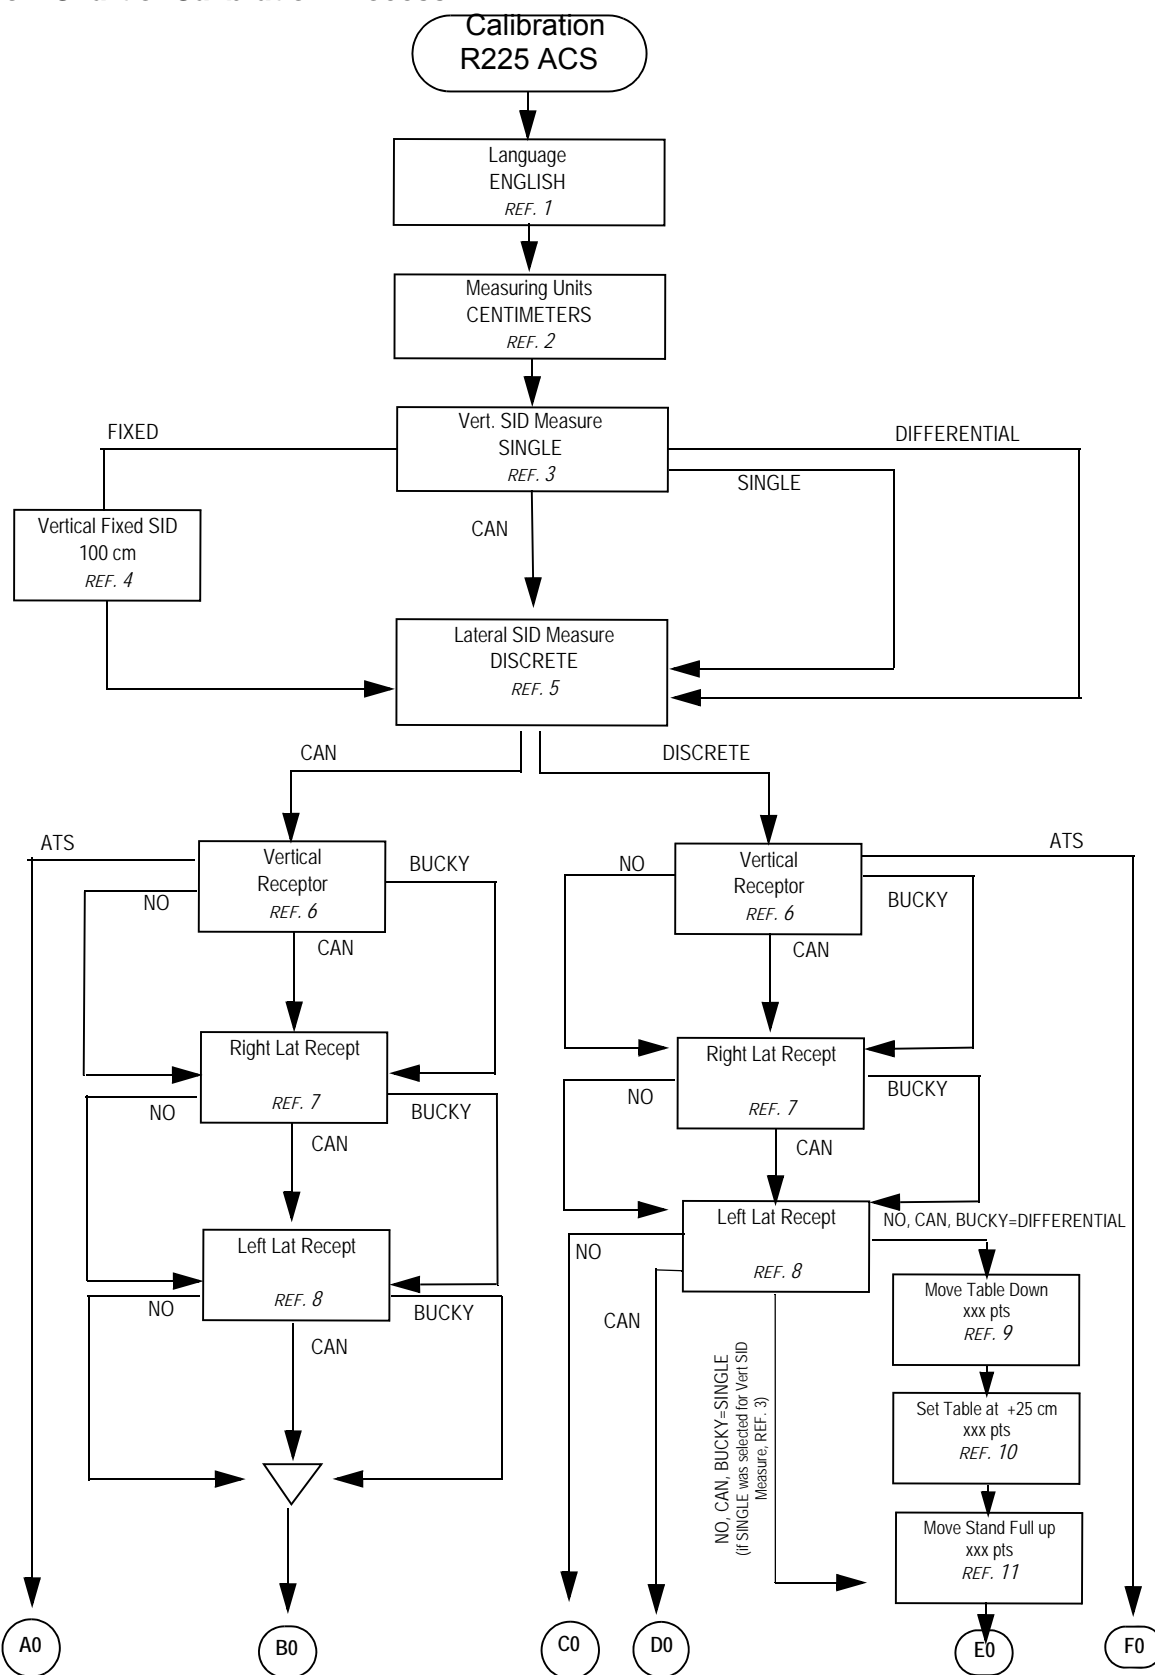 Calibration
R225 ACS
Language
ENGLISH
REF. 1
Measuring Units
CENTIMETERS
REF. 2
Vert. SID Measure
SINGLE
REF. 3
FIXED
DIFFERENTIAL
SINGLE
CAN
Vertical Fixed SID
100 cm
REF. 4
Lateral SID Measure
DISCRETE
REF. 5
CAN
DISCRETE
ATS
Vertical
Receptor
REF. 6
BUCKY
NO
CAN
NO
Vertical
Receptor
REF. 6
ATS
BUCKY
CAN
Right Lat Recept
REF. 7
NO
BUCKY
CAN
Right Lat Recept
REF. 7
NO
BUCKY
CAN
Left Lat Recept
REF. 8
NO
BUCKY
CAN
Left Lat Recept
REF. 8
NO
CAN
NO, CAN, BUCKY=DIFFERENTIAL
NO, CAN, BUCKY=SINGLE
(if SINGLE was selected for Vert SID
Measure, REF. 3)
Move Table Down
xxx pts
REF. 9
Set Table at +25 cm
xxx pts
REF. 10
Move Stand Full up
xxx pts
REF. 11
A0
B0
C0
D0
E0
F0